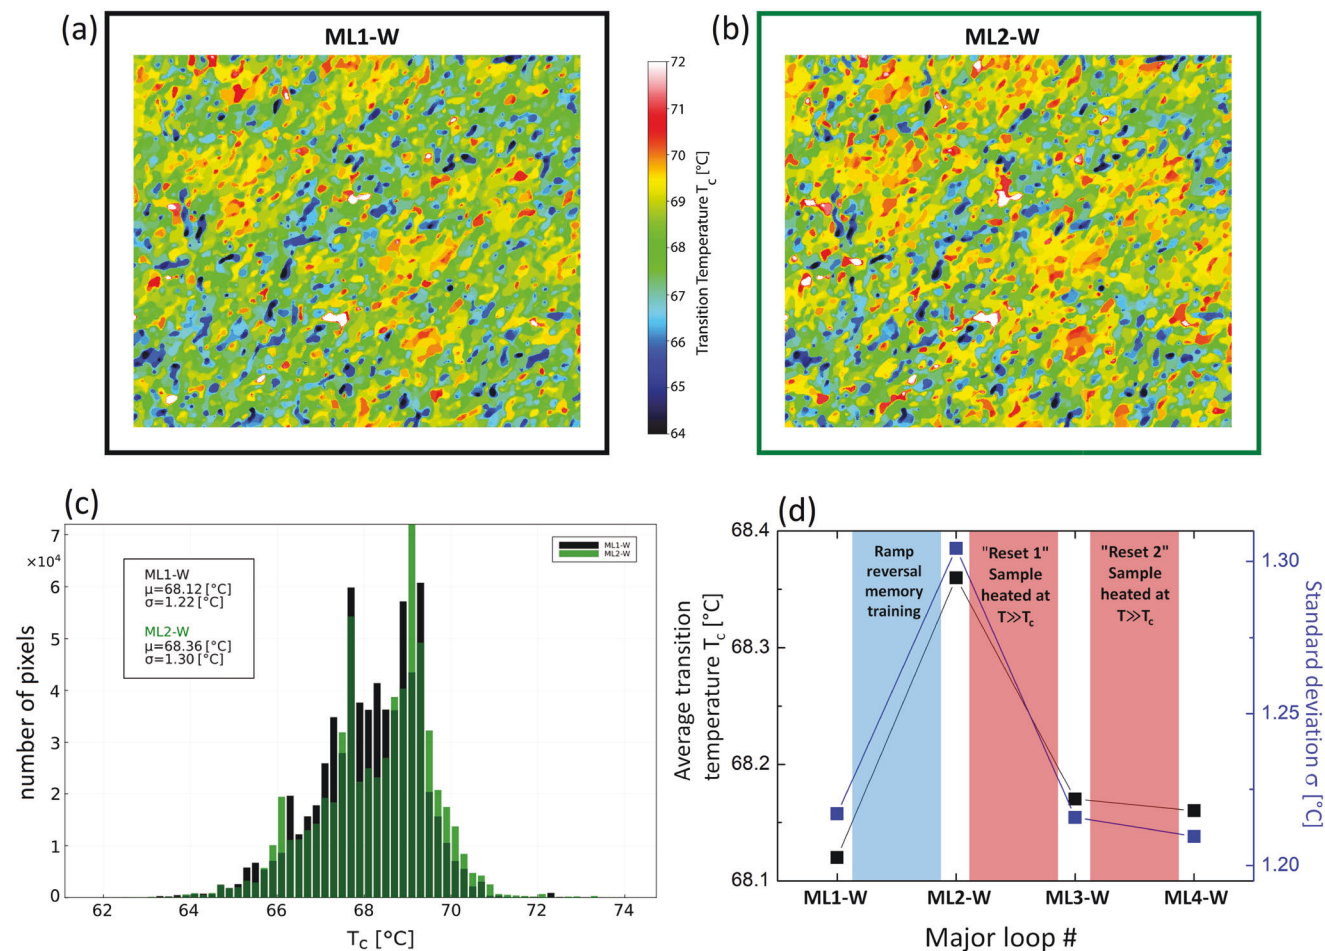 (a)
ML1-W
72
71
70
69
68
67
66
65
64
Transition Temperature T_c [°C]
(b)
ML2-W
(c)
number of pixels
×10⁴
7
6
5
4
3
2
1
0
ML1-W
μ=68.12 [°C]
σ=1.22 [°C]
ML2-W
μ=68.36 [°C]
σ=1.30 [°C]
ML1-W
ML2-W
62
64
66
68
70
72
74
T_c [°C]
(d)
Average transition
temperature T_c [°C]
68.4
68.3
68.2
68.1
Ramp
reversal
memory
training
"Reset 1"
Sample
heated at
T≫T_c
"Reset 2"
Sample
heated at
T≫T_c
1.30
1.25
1.20
Standard deviation σ [°C]
ML1-W
ML2-W
ML3-W
ML4-W
Major loop #